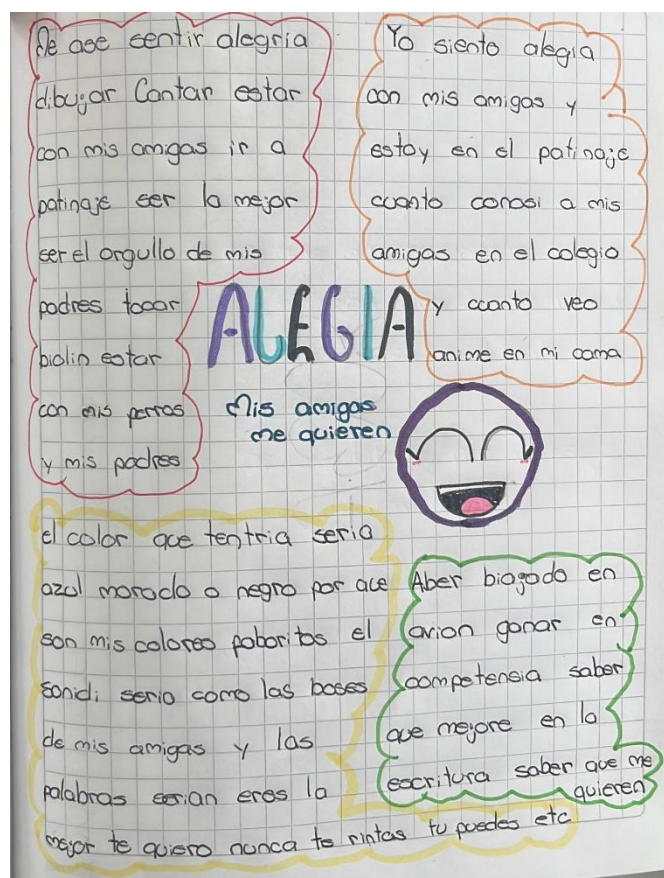 Me ase sentir alegria
dibujar Cantar estar
con mis amigas ir a
patinaje ser la mejor
ser el orgullo de mis
padres tocar
biolin estar
con mis perros
y mis padres
Yo siento alegia
con mis amigas y
estoy en el patinaje
cuanto conosi a mis
amigas en el colegio
y cuanto veo
anime en mi cama
ALEGIA
Mis amigas
me quieren
el color que tentria seria
azul morado o negro por que
son mis colores faboritos el
sonidi seria como las boses
de mis amigas y las
palabras serian eres la
mejor te quiero nunca te rintas tu puedes etc
Aber biajado en
avion ganar en
competensia saber
que mejore en la
escritura saber que me
quieren